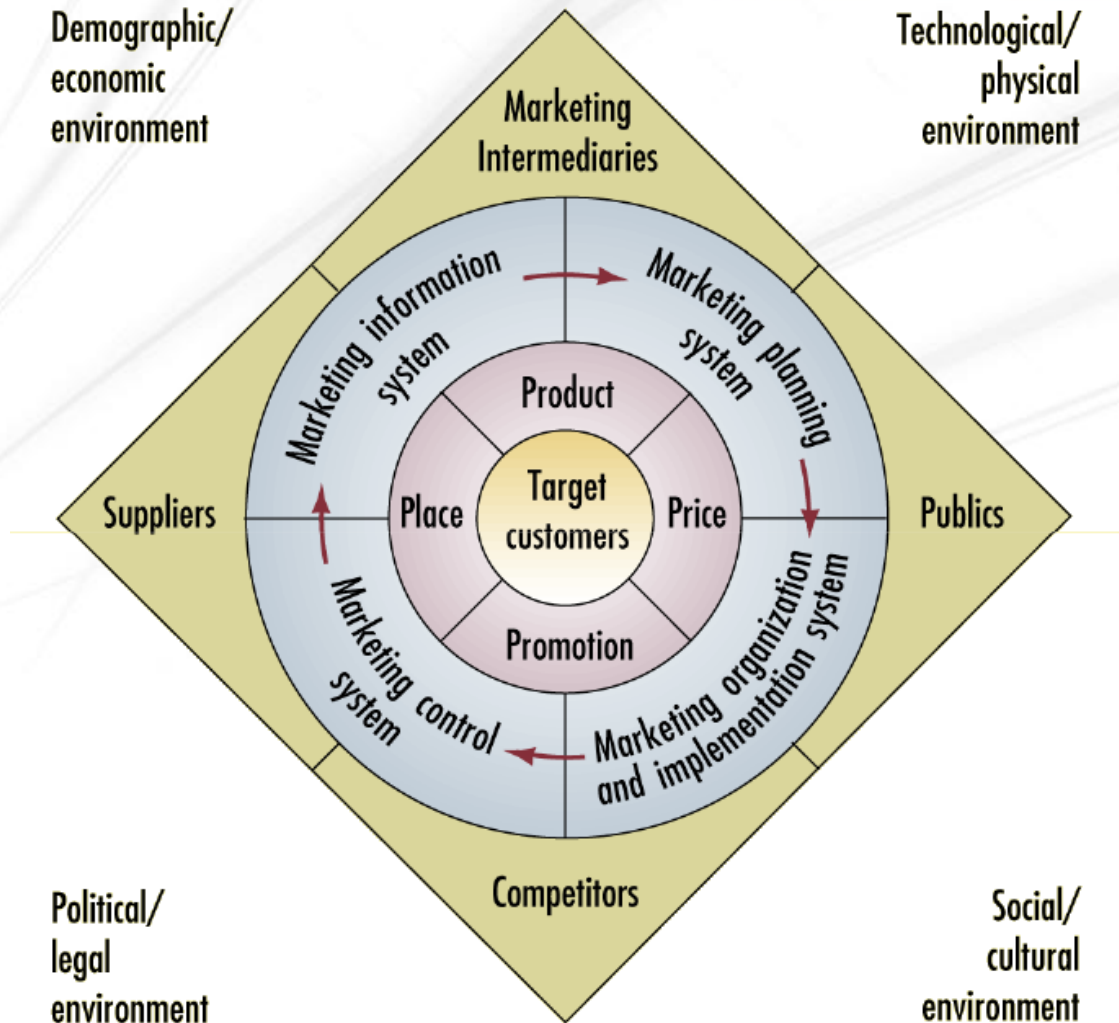 Demographic/
economic
environment
Technological/
physical
environment
Marketing
Intermediaries
Marketing information
system
Marketing planning
system
Product
Suppliers
Place
Target
customers
Price
Publics
Promotion
Marketing control
system
Marketing organization
and implementation system
Competitors
Political/
legal
environment
Social/
cultural
environment